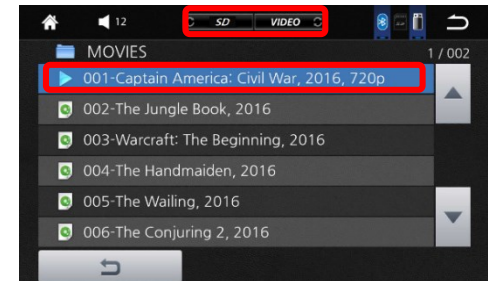 12 SD VIDEO
MOVIES 1 / 002
001-Captain America: Civil War, 2016, 720p
002-The Jungle Book, 2016
003-Warcraft: The Beginning, 2016
004-The Handmaiden, 2016
005-The Wailing, 2016
006-The Conjuring 2, 2016